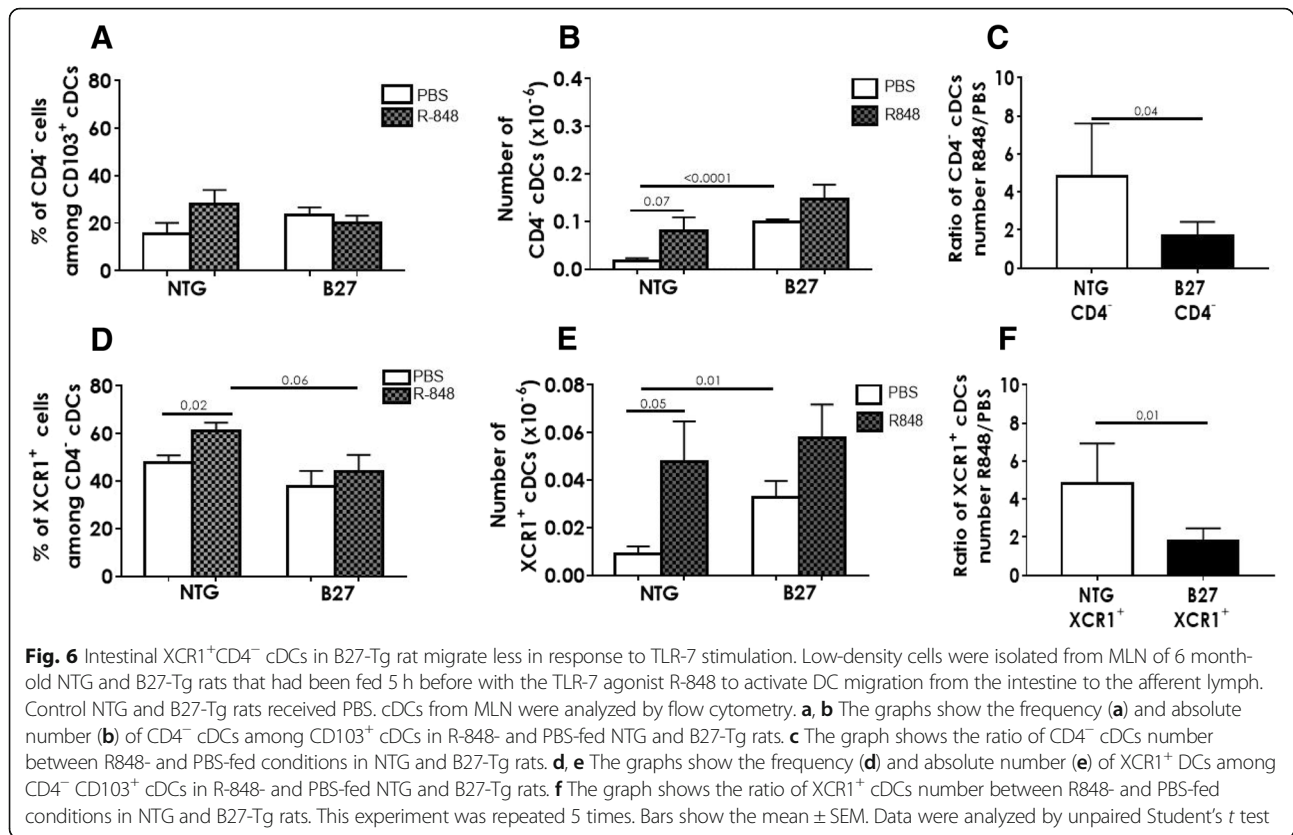 A
% of CD4⁻ cells
among CD103⁺ cDCs
80
60
40
20
0
PBS
R-848
NTG
B27
B
Number of
CD4⁻ cDCs (x10⁻⁶)
0.4
0.3
0.2
0.1
0.0
PBS
R848
<0.0001
0.07
NTG
B27
C
Ratio of CD4⁻ cDCs
number R848/PBS
10
8
6
4
2
0
0,04
NTG
CD4⁻
B27
CD4⁻
D
% of XCR1⁺ cells
among CD4⁻ cDCs
80
60
40
20
0
PBS
R-848
0.06
0,02
NTG
B27
E
Number of
XCR1⁺ cDCs (x10⁻⁶)
0.08
0.06
0.04
0.02
0.00
PBS
R848
0.01
0.05
NTG
B27
F
Ratio of XCR1⁺ cDCs
number R848/PBS
10
8
6
4
2
0
0,01
NTG
XCR1⁺
B27
XCR1⁺
Fig. 6 Intestinal XCR1⁺CD4⁻ cDCs in B27-Tg rat migrate less in response to TLR-7 stimulation. Low-density cells were isolated from MLN of 6 month-
old NTG and B27-Tg rats that had been fed 5 h before with the TLR-7 agonist R-848 to activate DC migration from the intestine to the afferent lymph.
Control NTG and B27-Tg rats received PBS. cDCs from MLN were analyzed by flow cytometry. a, b The graphs show the frequency (a) and absolute
number (b) of CD4⁻ cDCs among CD103⁺ cDCs in R-848- and PBS-fed NTG and B27-Tg rats. c The graph shows the ratio of CD4⁻ cDCs number
between R848- and PBS-fed conditions in NTG and B27-Tg rats. d, e The graphs show the frequency (d) and absolute number (e) of XCR1⁺ DCs among
CD4⁻ CD103⁺ cDCs in R-848- and PBS-fed NTG and B27-Tg rats. f The graph shows the ratio of XCR1⁺ cDCs number between R848- and PBS-fed
conditions in NTG and B27-Tg rats. This experiment was repeated 5 times. Bars show the mean ± SEM. Data were analyzed by unpaired Student's t test